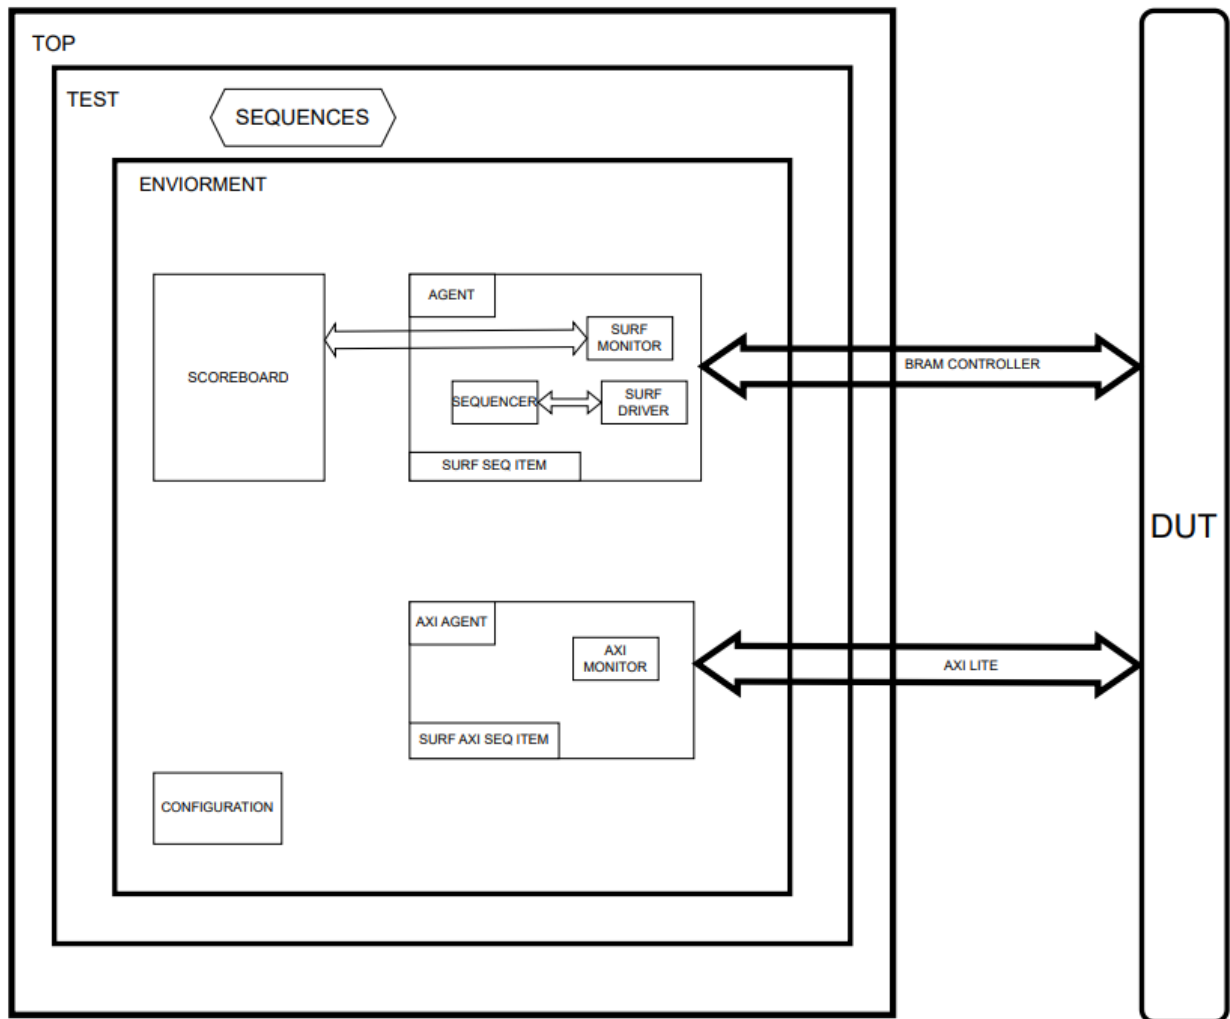 TOP
TEST
SEQUENCES
ENVIORMENT
AGENT
SURF
MONITOR
SCOREBOARD
BRAM CONTROLLER
SEQUENCER
SURF
DRIVER
SURF SEQ ITEM
DUT
AXI AGENT
AXI
MONITOR
AXI LITE
SURF AXI SEQ ITEM
CONFIGURATION